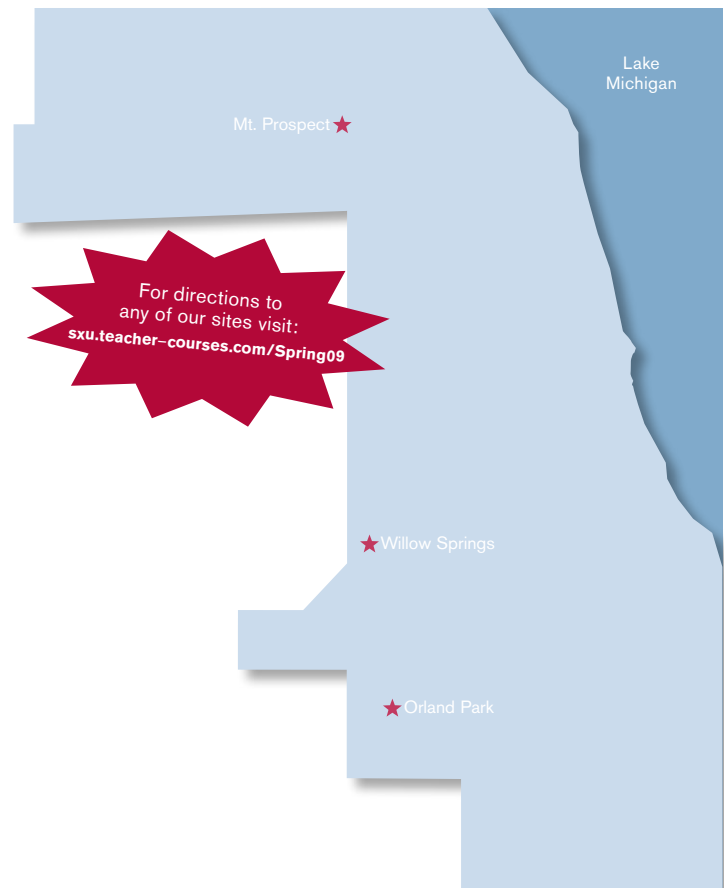 Lake
Michigan
Mt. Prospect
For directions to
any of our sites visit:
sxu.teacher–courses.com/Spring09
Willow Springs
Orland Park